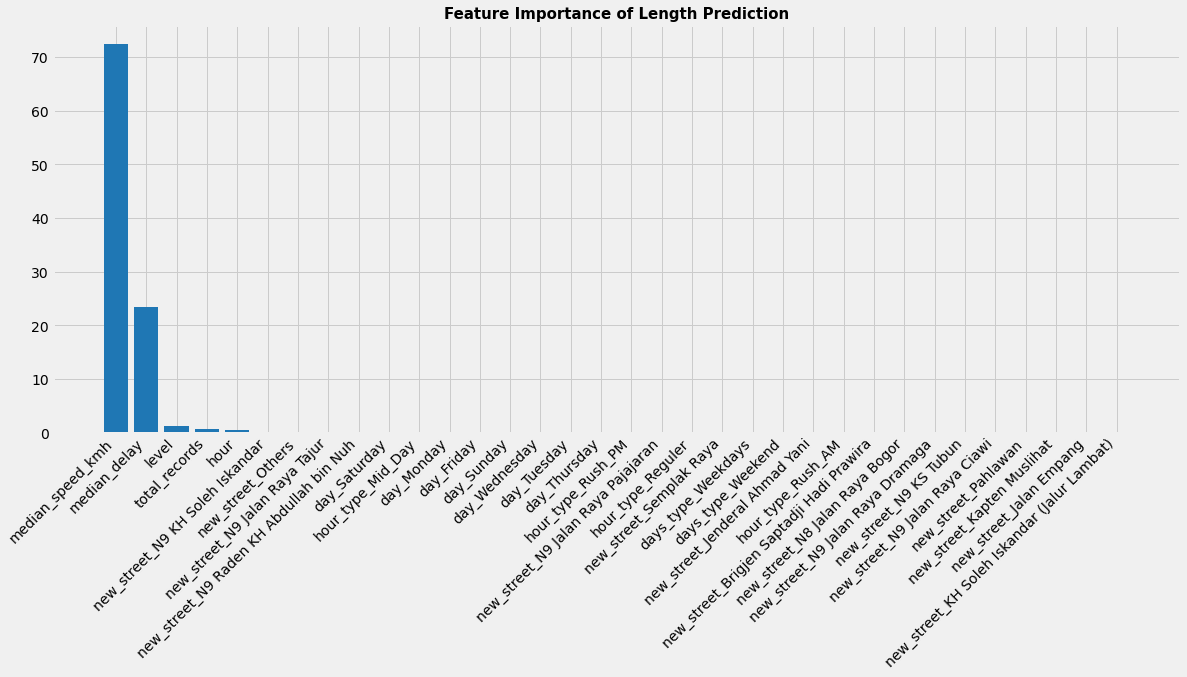 Feature Importance of Length Prediction
70
60
50
40
30
20
10
0
median_speed_kmh
median_delay
level
total_records
hour
new_street_N9 KH Soleh Iskandar
new_street_Others
new_street_N9 Jalan Raya Tajur
new_street_N9 Raden KH Abdullah bin Nuh
day_Saturday
hour_type_Mid_Day
day_Monday
day_Friday
day_Sunday
day_Wednesday
day_Tuesday
day_Thursday
hour_type_Rush_PM
new_street_N9 Jalan Raya Pajajaran
hour_type_Reguler
new_street_Semplak Raya
days_type_Weekdays
days_type_Weekend
new_street_Jenderal Ahmad Yani
hour_type_Rush_AM
new_street_Brigjen Saptadji Hadi Prawira
new_street_N8 Jalan Raya Bogor
new_street_N9 Jalan Raya Dramaga
new_street_N9 KS Tubun
new_street_N9 Jalan Raya Ciawi
new_street_Pahlawan
new_street_Kapten Muslihat
new_street_Jalan Empang
new_street_KH Soleh Iskandar (Jalur Lambat)